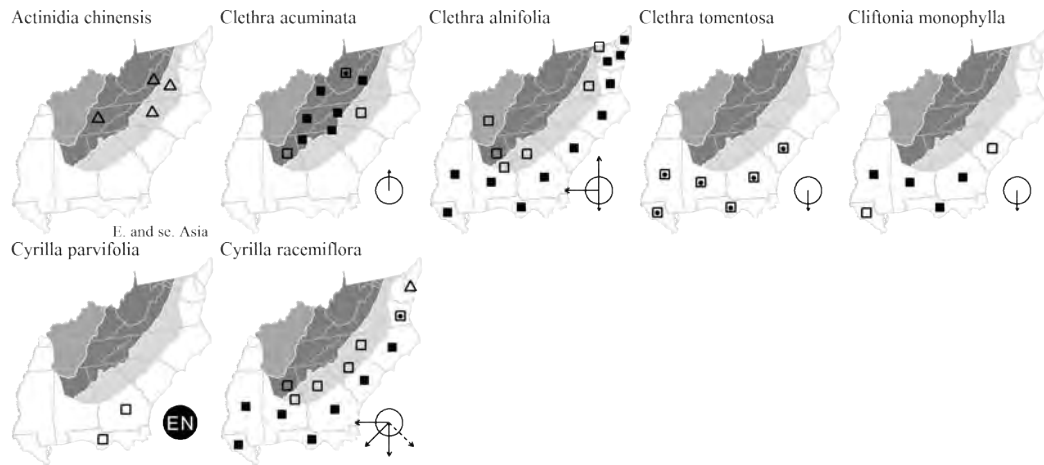 Actinidia chinensis
Clethra acuminata
Clethra alnifolia
Clethra tomentosa
Cliftonia monophylla
E. and se. Asia
Cyrilla parvifolia
Cyrilla racemiflora
EN